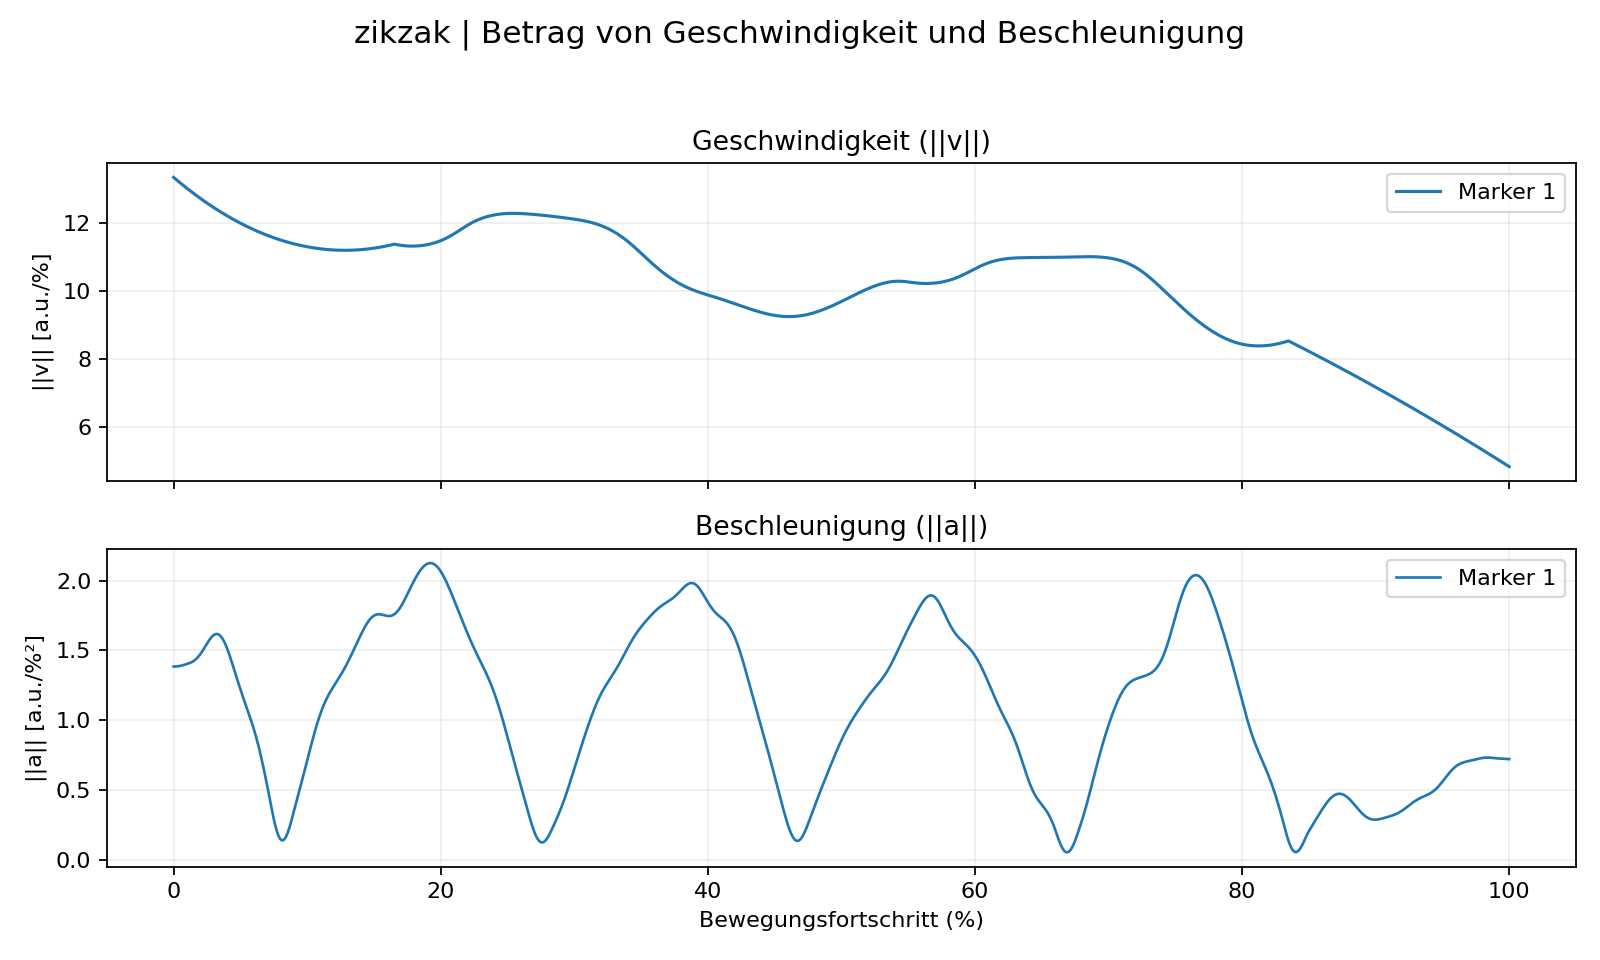 zikzak | Betrag von Geschwindigkeit und Beschleunigung
Geschwindigkeit (||v||)
||v|| [a.u./%]
12
10
8
6
Marker 1
Beschleunigung (||a||)
||a|| [a.u./%²]
2.0
1.5
1.0
0.5
0.0
Marker 1
0 20 40 60 80 100
Bewegungsfortschritt (%)